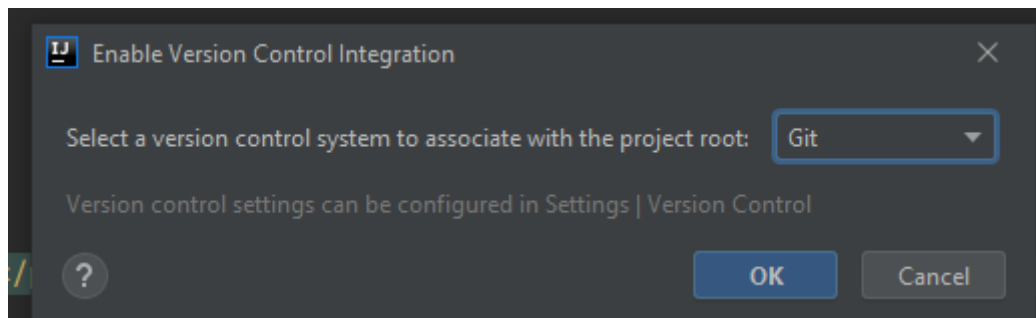 IJ
Enable Version Control Integration
Select a version control system to associate with the project root: Git
Version control settings can be configured in Settings | Version Control
</
?
OK Cancel